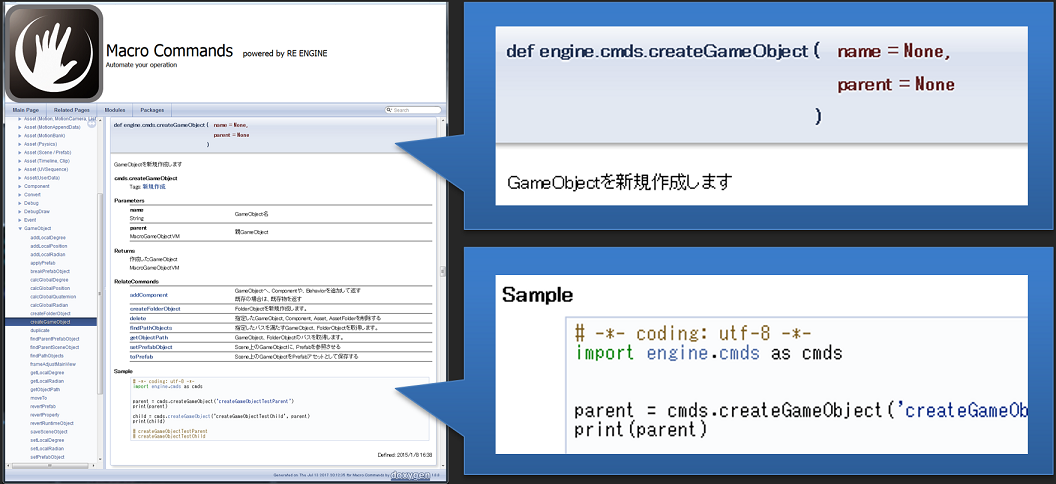 Macro Commands powered by RE ENGINE
Automate your operation
Main Page Related Pages Modules Packages Search
Asset (Motion, MotionCamera, List
Asset (MotionAppendData)
Asset (MotionBank)
Asset (Physics)
Asset (Scene / Prefab)
Asset (Timeline, Clip)
Asset (UVSequence)
Asset(UserData)
Component
Convert
Debug
DebugDraw
Event
GameObject
addLocalDegree
addLocalPosition
addLocalRadian
applyPrefab
breakPrefabObject
calcGlobalDegree
calcGlobalPosition
calcGlobalQuaternion
calcGlobalRadian
createFolderObject
createGameObject
duplicate
findParentPrefabObject
findParentSceneObject
findPathObjects
frameAdjustMainView
getLocalDegree
getLocalRadian
getObjectPath
moveTo
revertPrefab
revertProperty
revertRuntimeObject
saveSceneObject
setLocalDegree
setLocalRadian
setPrefabObject
def engine.cmds.createGameObject ( name = None,
parent = None
)
GameObjectを新規作成します
cmds.createGameObject
Tags: 新規作成
Parameters
name GameObject名
String
parent 親GameObject
MacroGameObjectVM
Returns
作成したGameObject
MacroGameObjectVM
RelateCommands
addComponent GameObjectへ、Componentや、Behaviorを追加して返す
既存の場合は、既存物を返す
createFolderObject FolderObjectを新規作成します。
delete 指定したGameObject, Component, Asset, AssetFolderを削除する
findPathObjects 指定したパスを満たすGameObject, FolderObjectを取得します。
getObjectPath GameObject, FolderObjectのパスを取得します。
setPrefabObject Scene上のGameObjectに、Prefabを参照させる
toPrefab Scene上のGameObjectをPrefabアセットとして保存する
Sample
# -*- coding: utf-8 -*-
import engine.cmds as cmds
parent = cmds.createGameObject("createGameObjectTestParent")
print(parent)
child = cmds.createGameObject("createGameObjectTestChild", parent)
print(child)
# createGameObjectTestParent
# createGameObjectTestChild
Defined: 2015/1/8 16:38
doxygen
def engine.cmds.createGameObject ( name = None,
parent = None
)
GameObjectを新規作成します
Sample
# -*- coding: utf-8 -*-
import engine.cmds as cmds
parent = cmds.createGameObject('createGameOb
print(parent)